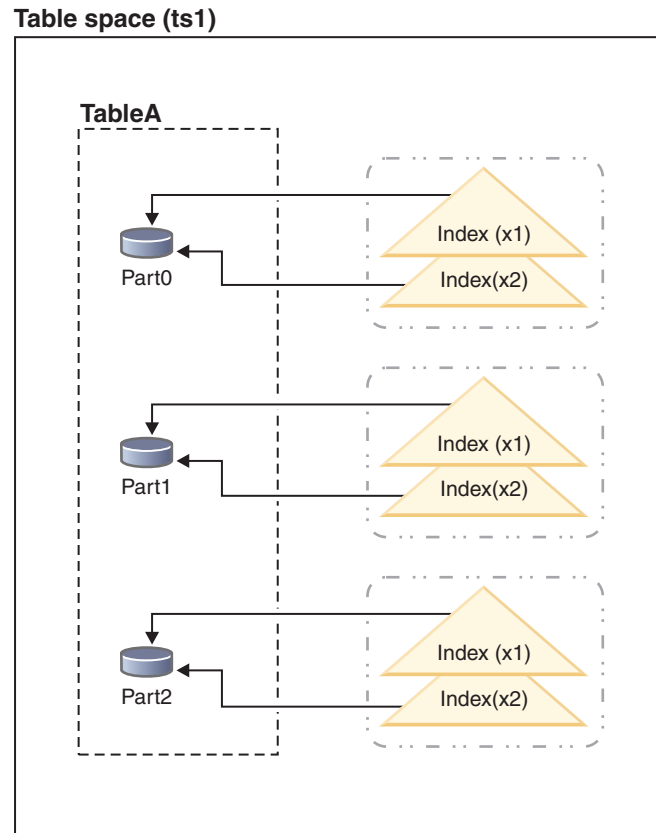 Table space (ts1)
TableA
Part0
Index (x1)
Index(x2)
Part1
Index (x1)
Index(x2)
Part2
Index (x1)
Index(x2)